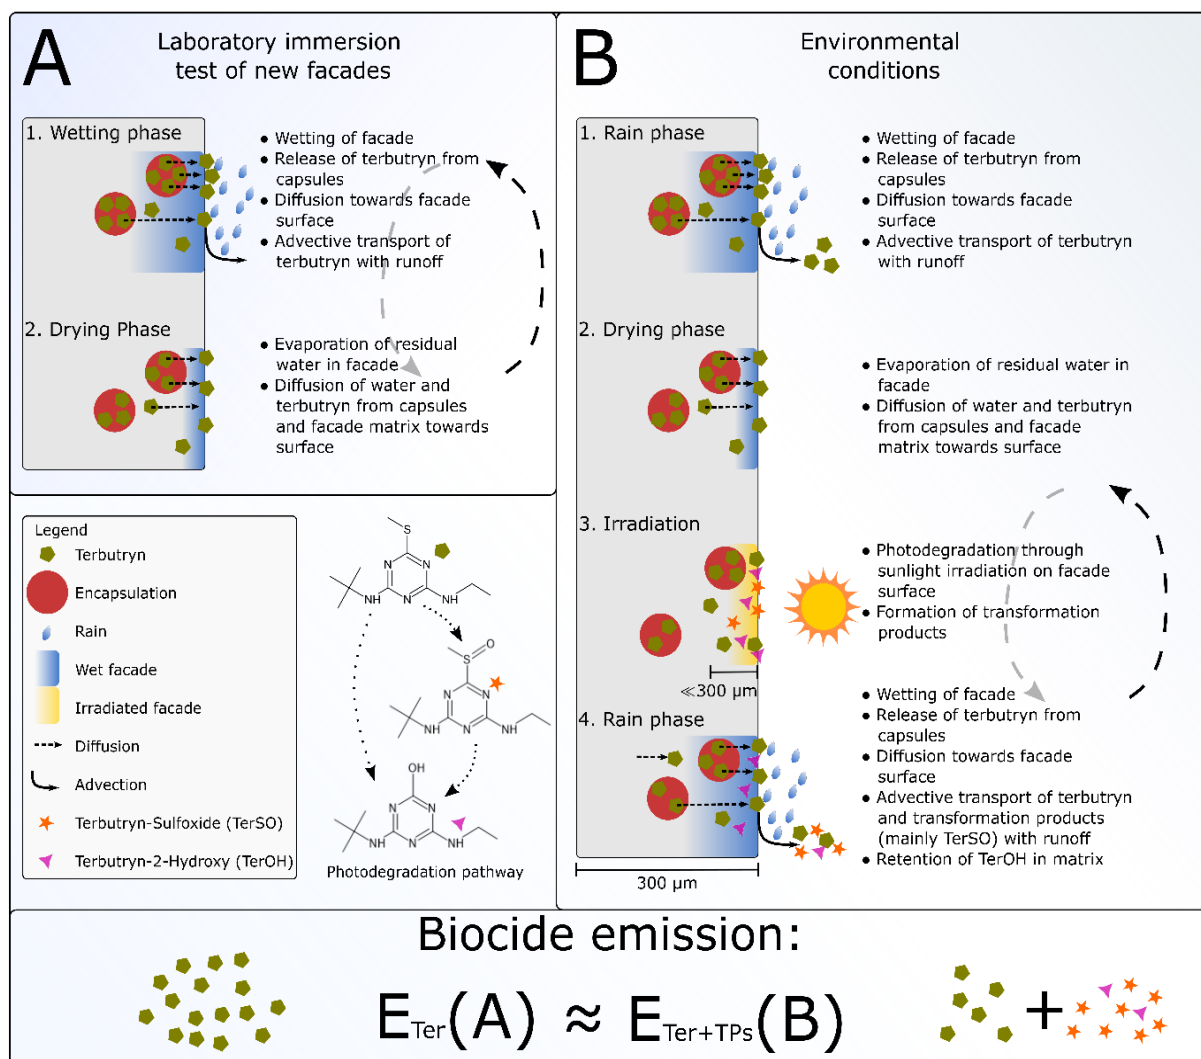 A
Laboratory immersion
test of new facades
1. Wetting phase
● Wetting of facade
● Release of terbutryn from
capsules
● Diffusion towards facade
surface
● Advective transport of
terbutryn with runoff
2. Drying Phase
● Evaporation of residual
water in facade
● Diffusion of water and
terbutryn from capsules
and facade matrix towards
surface
Legend
Terbutryn
Encapsulation
Rain
Wet facade
Irradiated facade
Diffusion
Advection
Terbutryn-Sulfoxide (TerSO)
Terbutryn-2-Hydroxy (TerOH)
S
N
N
NH
N
HN
S
O
N
N
NH
N
HN
OH
N
N
NH
N
HN
Photodegradation pathway
B
Environmental
conditions
1. Rain phase
● Wetting of facade
● Release of terbutryn from
capsules
● Diffusion towards facade
surface
● Advective transport of terbutryn
with runoff
2. Drying phase
● Evaporation of residual water in
facade
● Diffusion of water and terbutryn
from capsules and facade
matrix towards surface
3. Irradiation
● Photodegradation through
sunlight irradiation on facade
surface
● Formation of transformation
products
≪300 μm
4. Rain phase
● Wetting of facade
● Release of terbutryn from
capsules
● Diffusion towards facade
surface
● Advective transport of terbutryn
and transformation products
(mainly TerSO) with runoff
● Retention of TerOH in matrix
300 μm
Biocide emission:
ETer(A) ≈ ETer+TPs(B)
+